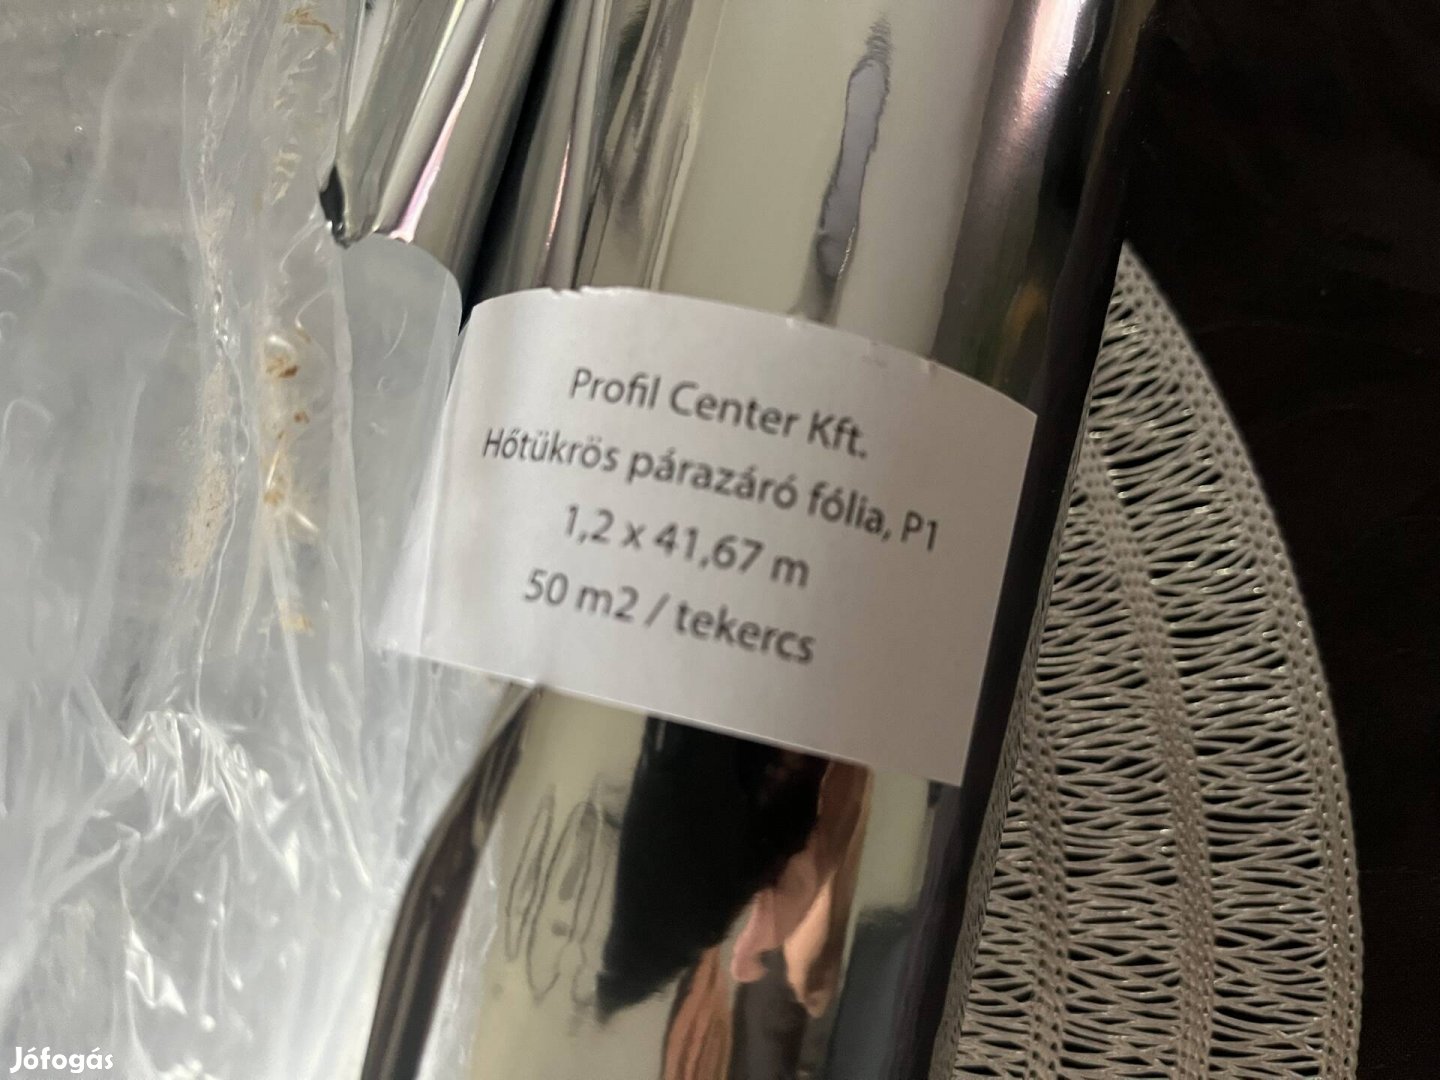 Profil Center Kft.
Hőtükrös párazáró fólia, P1
1,2 x 41,67 m
50 m2 / tekercs
Jófogás